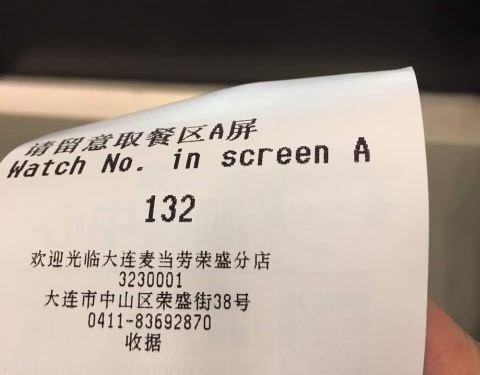 请留意取餐区A屏
Watch No. in screen A
132
欢迎光临大连麦当劳荣盛分店
3230001
大连市中山区荣盛街38号
0411-83692870
收据